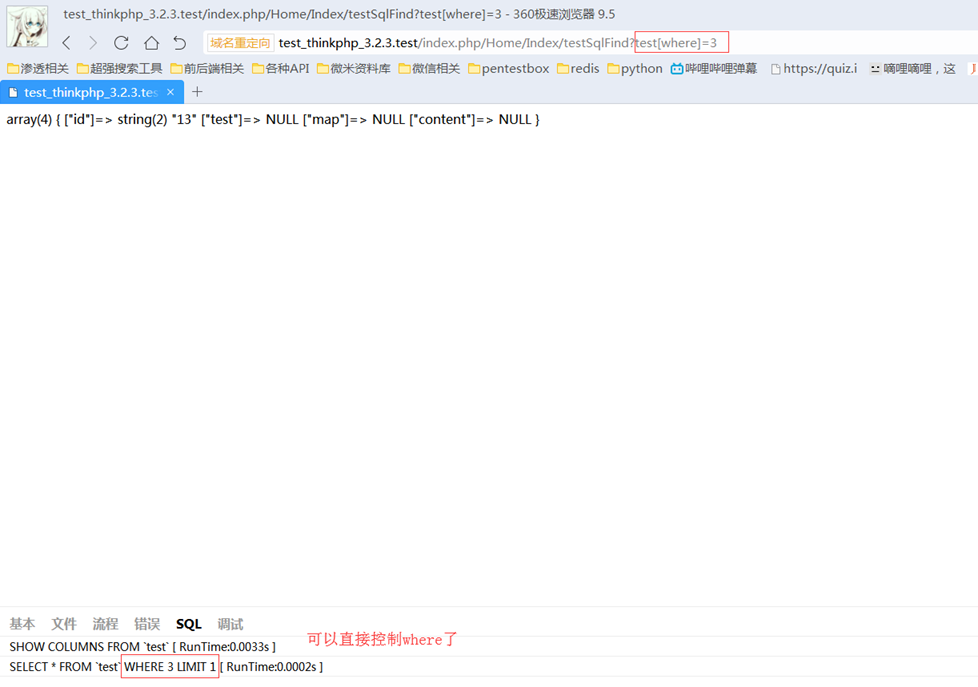 test_thinkphp_3.2.3.test/index.php/Home/Index/testSqlFind?test[where]=3 - 360极速浏览器 9.5
域名重定向 test_thinkphp_3.2.3.test/index.php/Home/Index/testSqlFind?test[where]=3
渗透相关 超强搜索工具 前后端相关 各种API 微米资料库 微信相关 pentestbox redis python 哔哩哔哩弹幕 https://quiz.i 嘀哩嘀哩，这
test_thinkphp_3.2.3.tes × +
array(4) { ["id"]=> string(2) "13" ["test"]=> NULL ["map"]=> NULL ["content"]=> NULL }
基本 文件 流程 错误 SQL 调试
可以直接控制where了
SHOW COLUMNS FROM `test` [ RunTime:0.0033s ]
SELECT * FROM `test` WHERE 3 LIMIT 1 [ RunTime:0.0002s ]